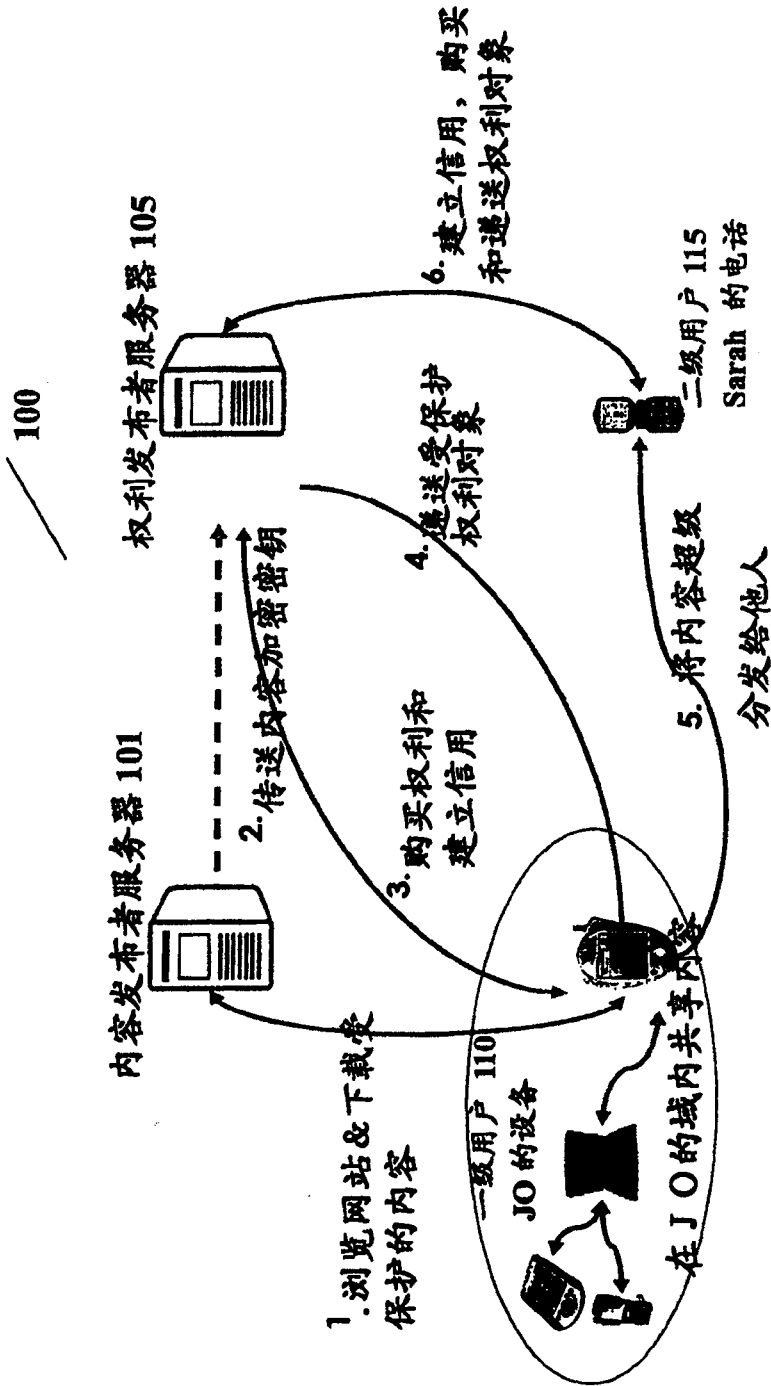 100
内容发布者服务器 101
权利发布者服务器 105
1.浏览网站&下载受
保护的内容
2.传送内容加密密钥
3.购买权利和
建立信用
4.递送受保护
权利对象
6.建立信用，购买
和递送权利对象
一级用户 110
JO 的设备
在JO的域内共享内容
5.将内容超级
分发给他人
二级用户 115
Sarah 的电话